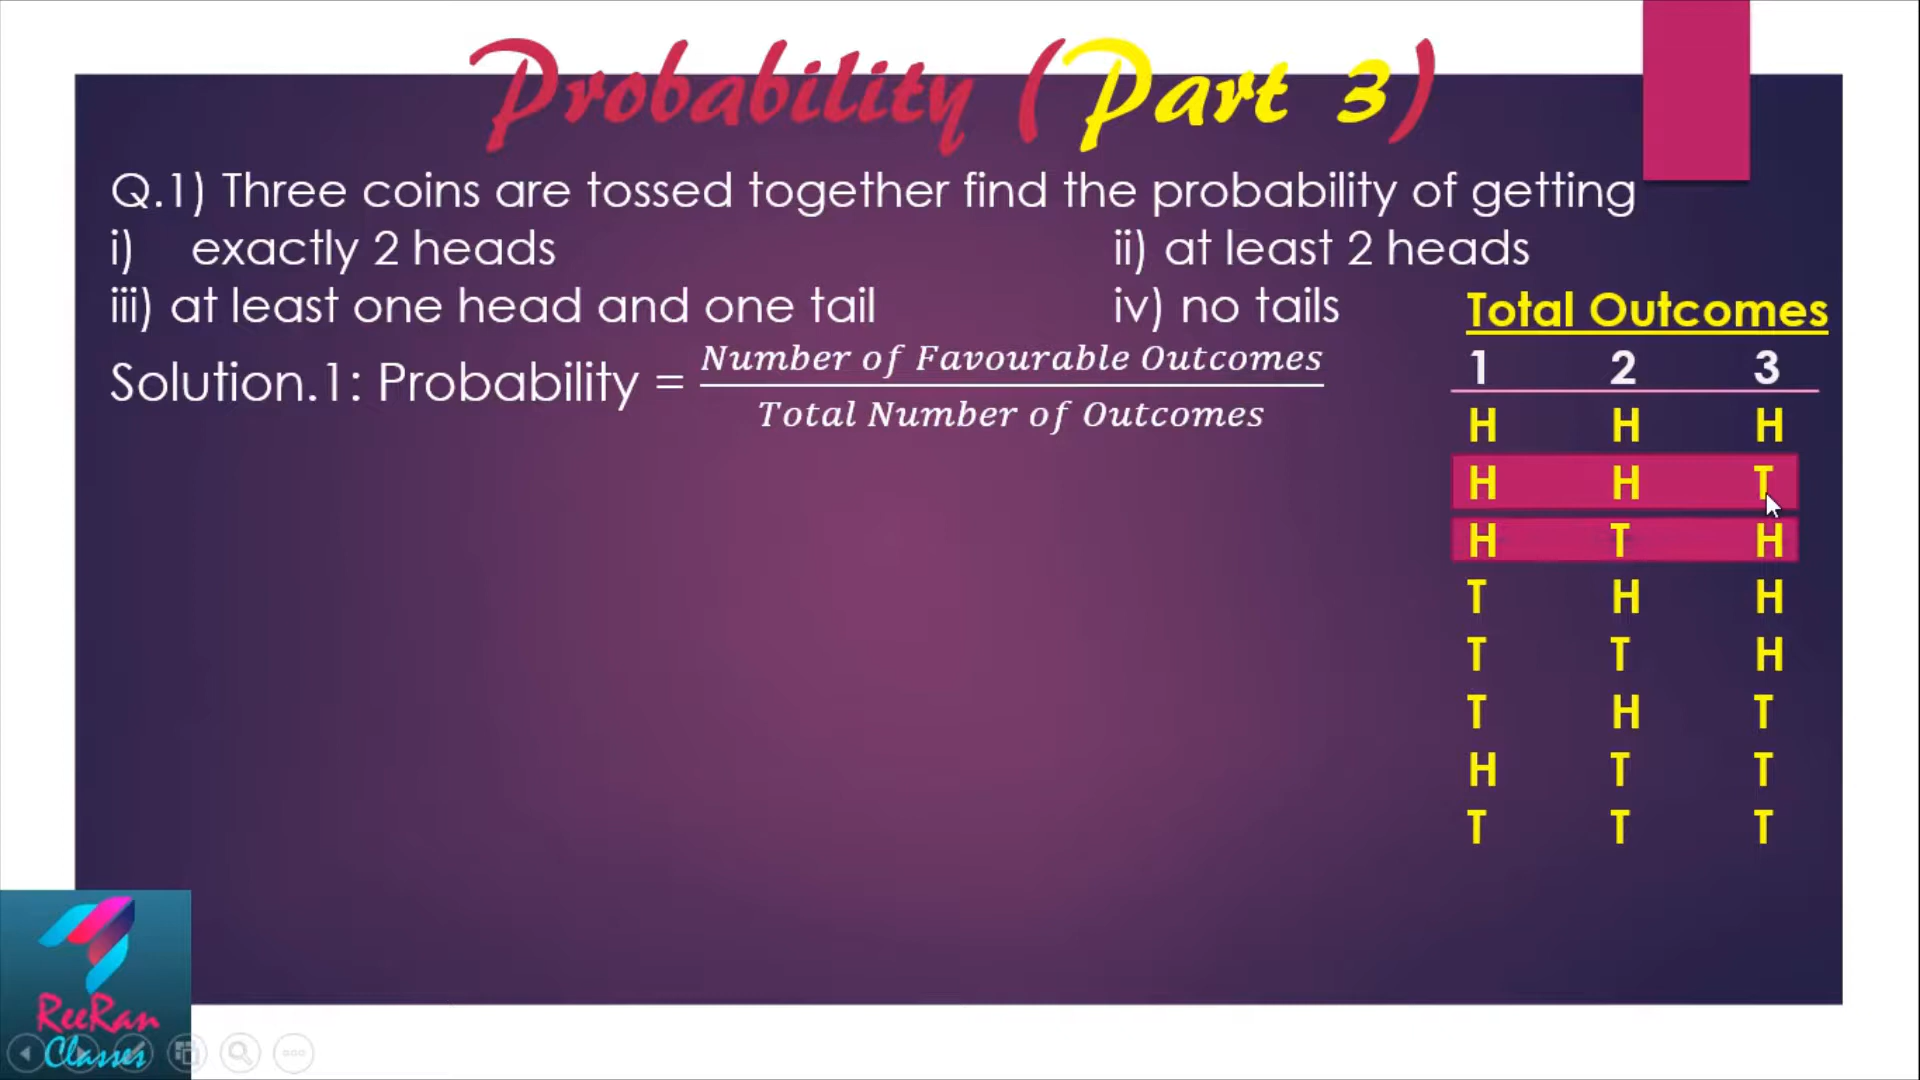 Probability (Part 3)
Q.1) Three coins are tossed together find the probability of getting
i) exactly 2 heads ii) at least 2 heads
iii) at least one head and one tail iv) no tails
Solution.1: Probability = Number of Favourable Outcomes
Total Number of Outcomes
Total Outcomes
1 2 3
H H H
H H T
H T H
T H H
T T H
T H T
H T T
T T T
ReeRan
Classes